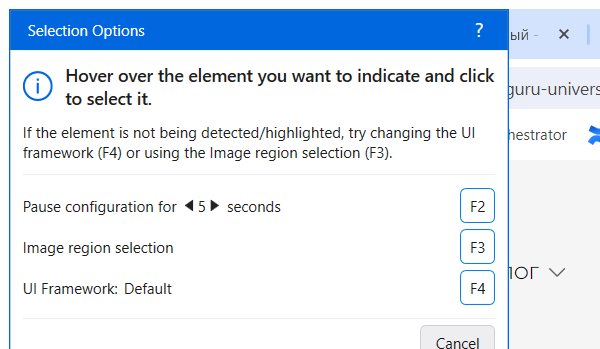 Selection Options ?
ый -
Hover over the element you want to indicate and click
to select it.
guru-univers
If the element is not being detected/highlighted, try changing the UI
framework (F4) or using the Image region selection (F3).
hestrator
Pause configuration for 5 seconds F2
Image region selection F3
лог
UI Framework: Default F4
Cancel